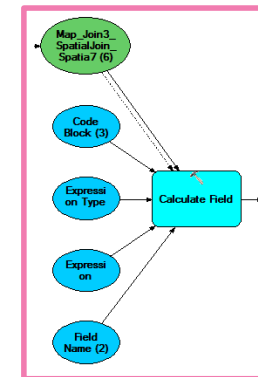 Map_Join3_
SpatialJoin_
Spatia7 (6)
Code
Block (3)
Expressi
on Type
Calculate Field
Expressi
on
Field
Name (2)